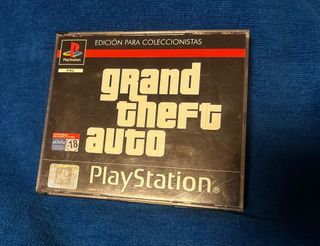 EDICIÓN PARA COLECCIONISTAS
PlayStation
PAL
grand
theft
auto
18
PlayStation®